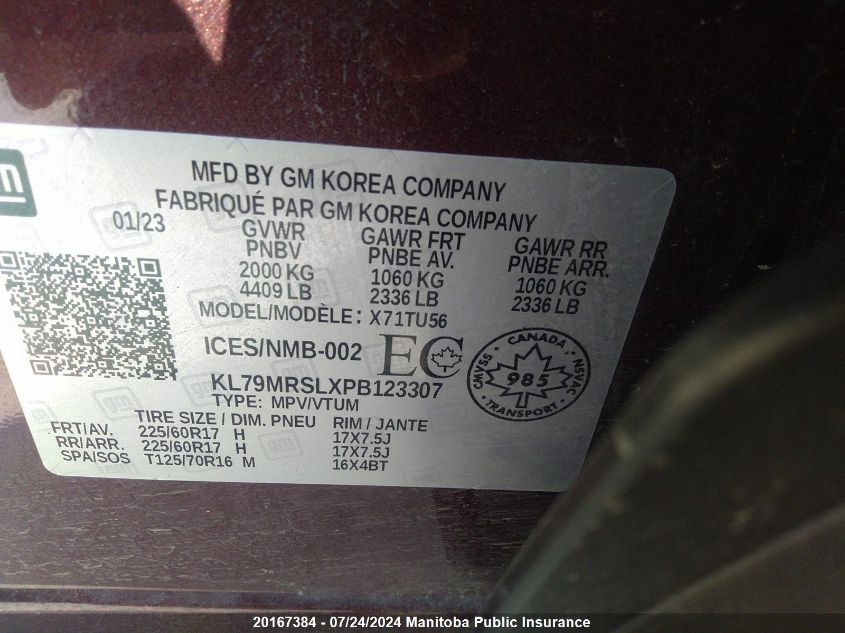 gm
MFD BY GM KOREA COMPANY
FABRIQUÉ PAR GM KOREA COMPANY
01/23
GVWR GAWR FRT GAWR RR
PNBV PNBE AV. PNBE ARR.
2000 KG 1060 KG 1060 KG
4409 LB 2336 LB 2336 LB
MODEL/MODÈLE: X71TU56
ICES/NMB-002 EC
CANADA
CMVSS 985
TRANSPORT
KL79MRSLXPB123307
TYPE: MPV/VTUM
TIRE SIZE / DIM. PNEU RIM / JANTE
FRT/AV. 225/60R17 H 17X7.5J
RR/ARR. 225/60R17 H 17X7.5J
SPA/SOS T125/70R16 M 16X4BT
20167384 - 07/24/2024 Manitoba Public Insurance